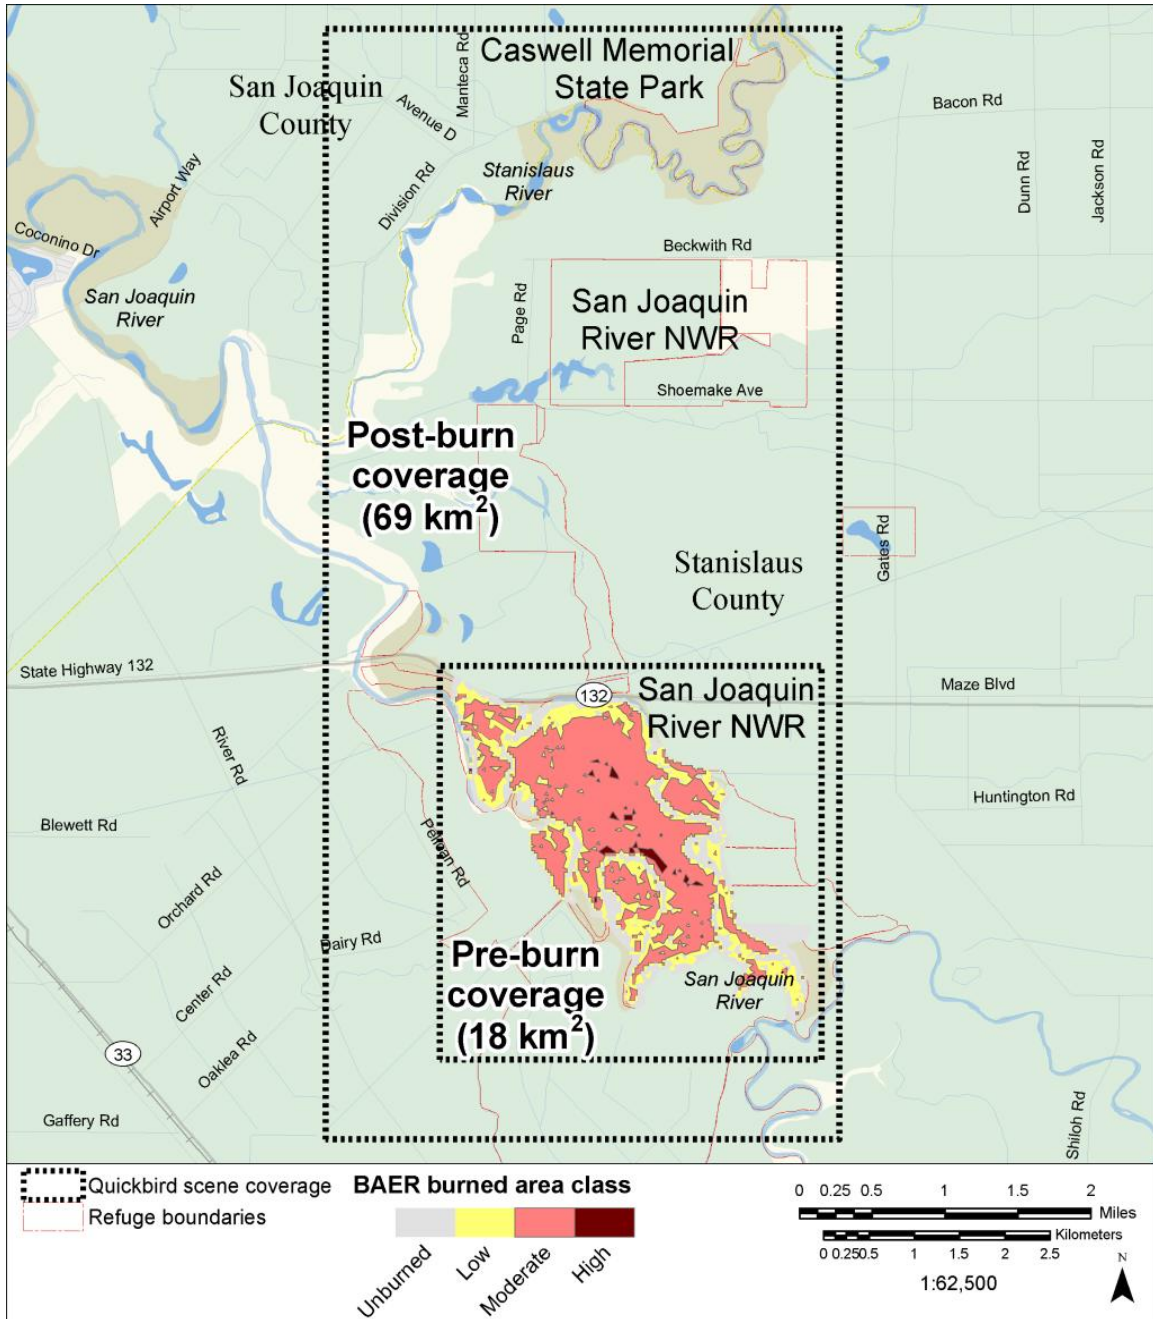 Caswell Memorial
State Park
San Joaquin
County
Manteca Rd
Avenue D
Bacon Rd
Dunn Rd
Jackson Rd
Airport Way
Stanislaus
River
Division Rd
Coconino Dr
Beckwith Rd
San Joaquin
River
Page Rd
San Joaquin
River NWR
Shoemake Ave
Post-burn
coverage
(69 km²)
Gates Rd
Stanislaus
County
State Highway 132
132
San Joaquin
River NWR
Maze Blvd
River Rd
Huntington Rd
Blewett Rd
Pelican Rd
Orchard Rd
Dairy Rd
Pre-burn
coverage
(18 km²)
San Joaquin
River
Center Rd
Oaklea Rd
33
Gaffery Rd
Shiloh Rd
Quickbird scene coverage
Refuge boundaries
BAER burned area class
Unburned
Low
Moderate
High
0 0.25 0.5 1 1.5 2
Miles
Kilometers
0 0.25 0.5 1 1.5 2 2.5
1:62,500
N